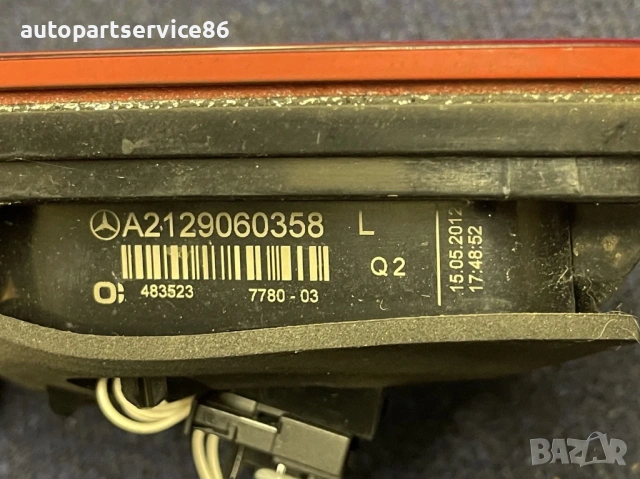 autopartservice86
A2129060358 L
Q2
483523 7780-03
15.05.2012
17:48:52
BAZAR